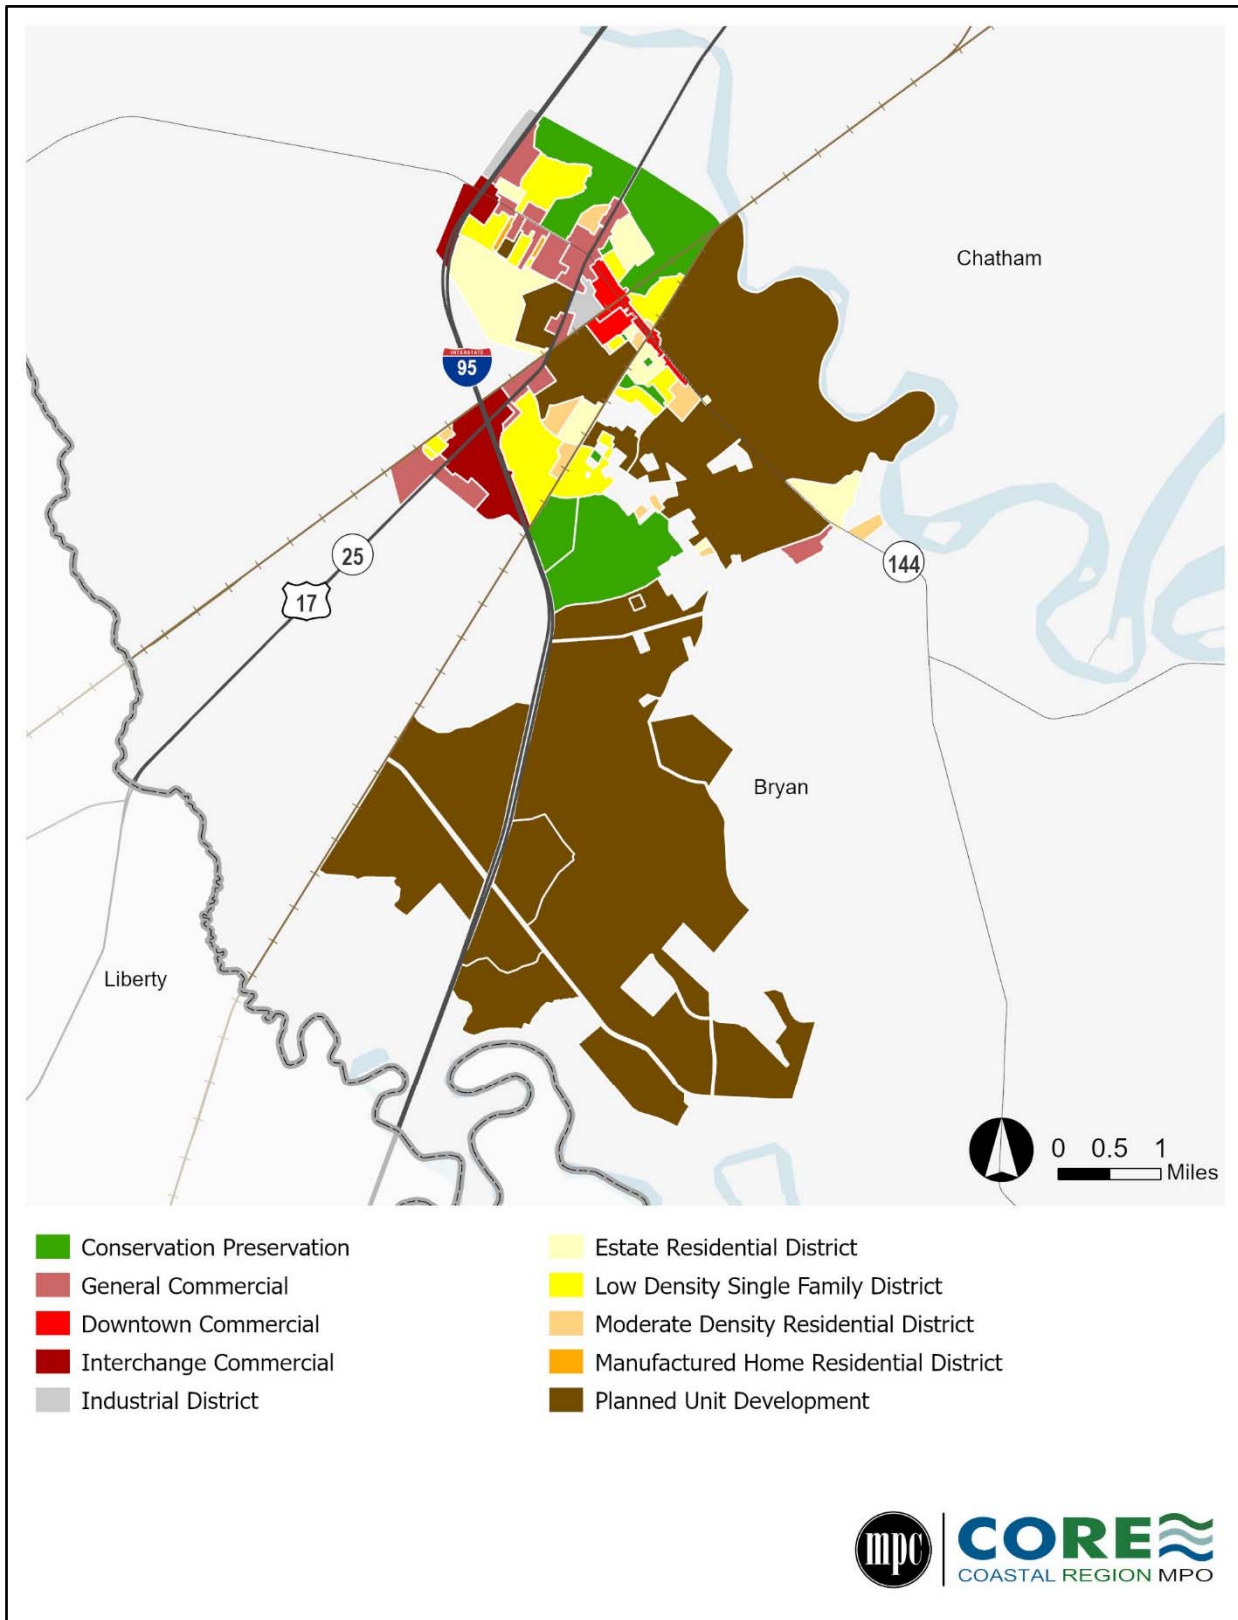 Chatham
INTERSTATE
95
25
17
144
Bryan
Liberty
0 0.5 1
Miles
Conservation Preservation
General Commercial
Downtown Commercial
Interchange Commercial
Industrial District
Estate Residential District
Low Density Single Family District
Moderate Density Residential District
Manufactured Home Residential District
Planned Unit Development
mpc
CORE
COASTAL REGION MPO